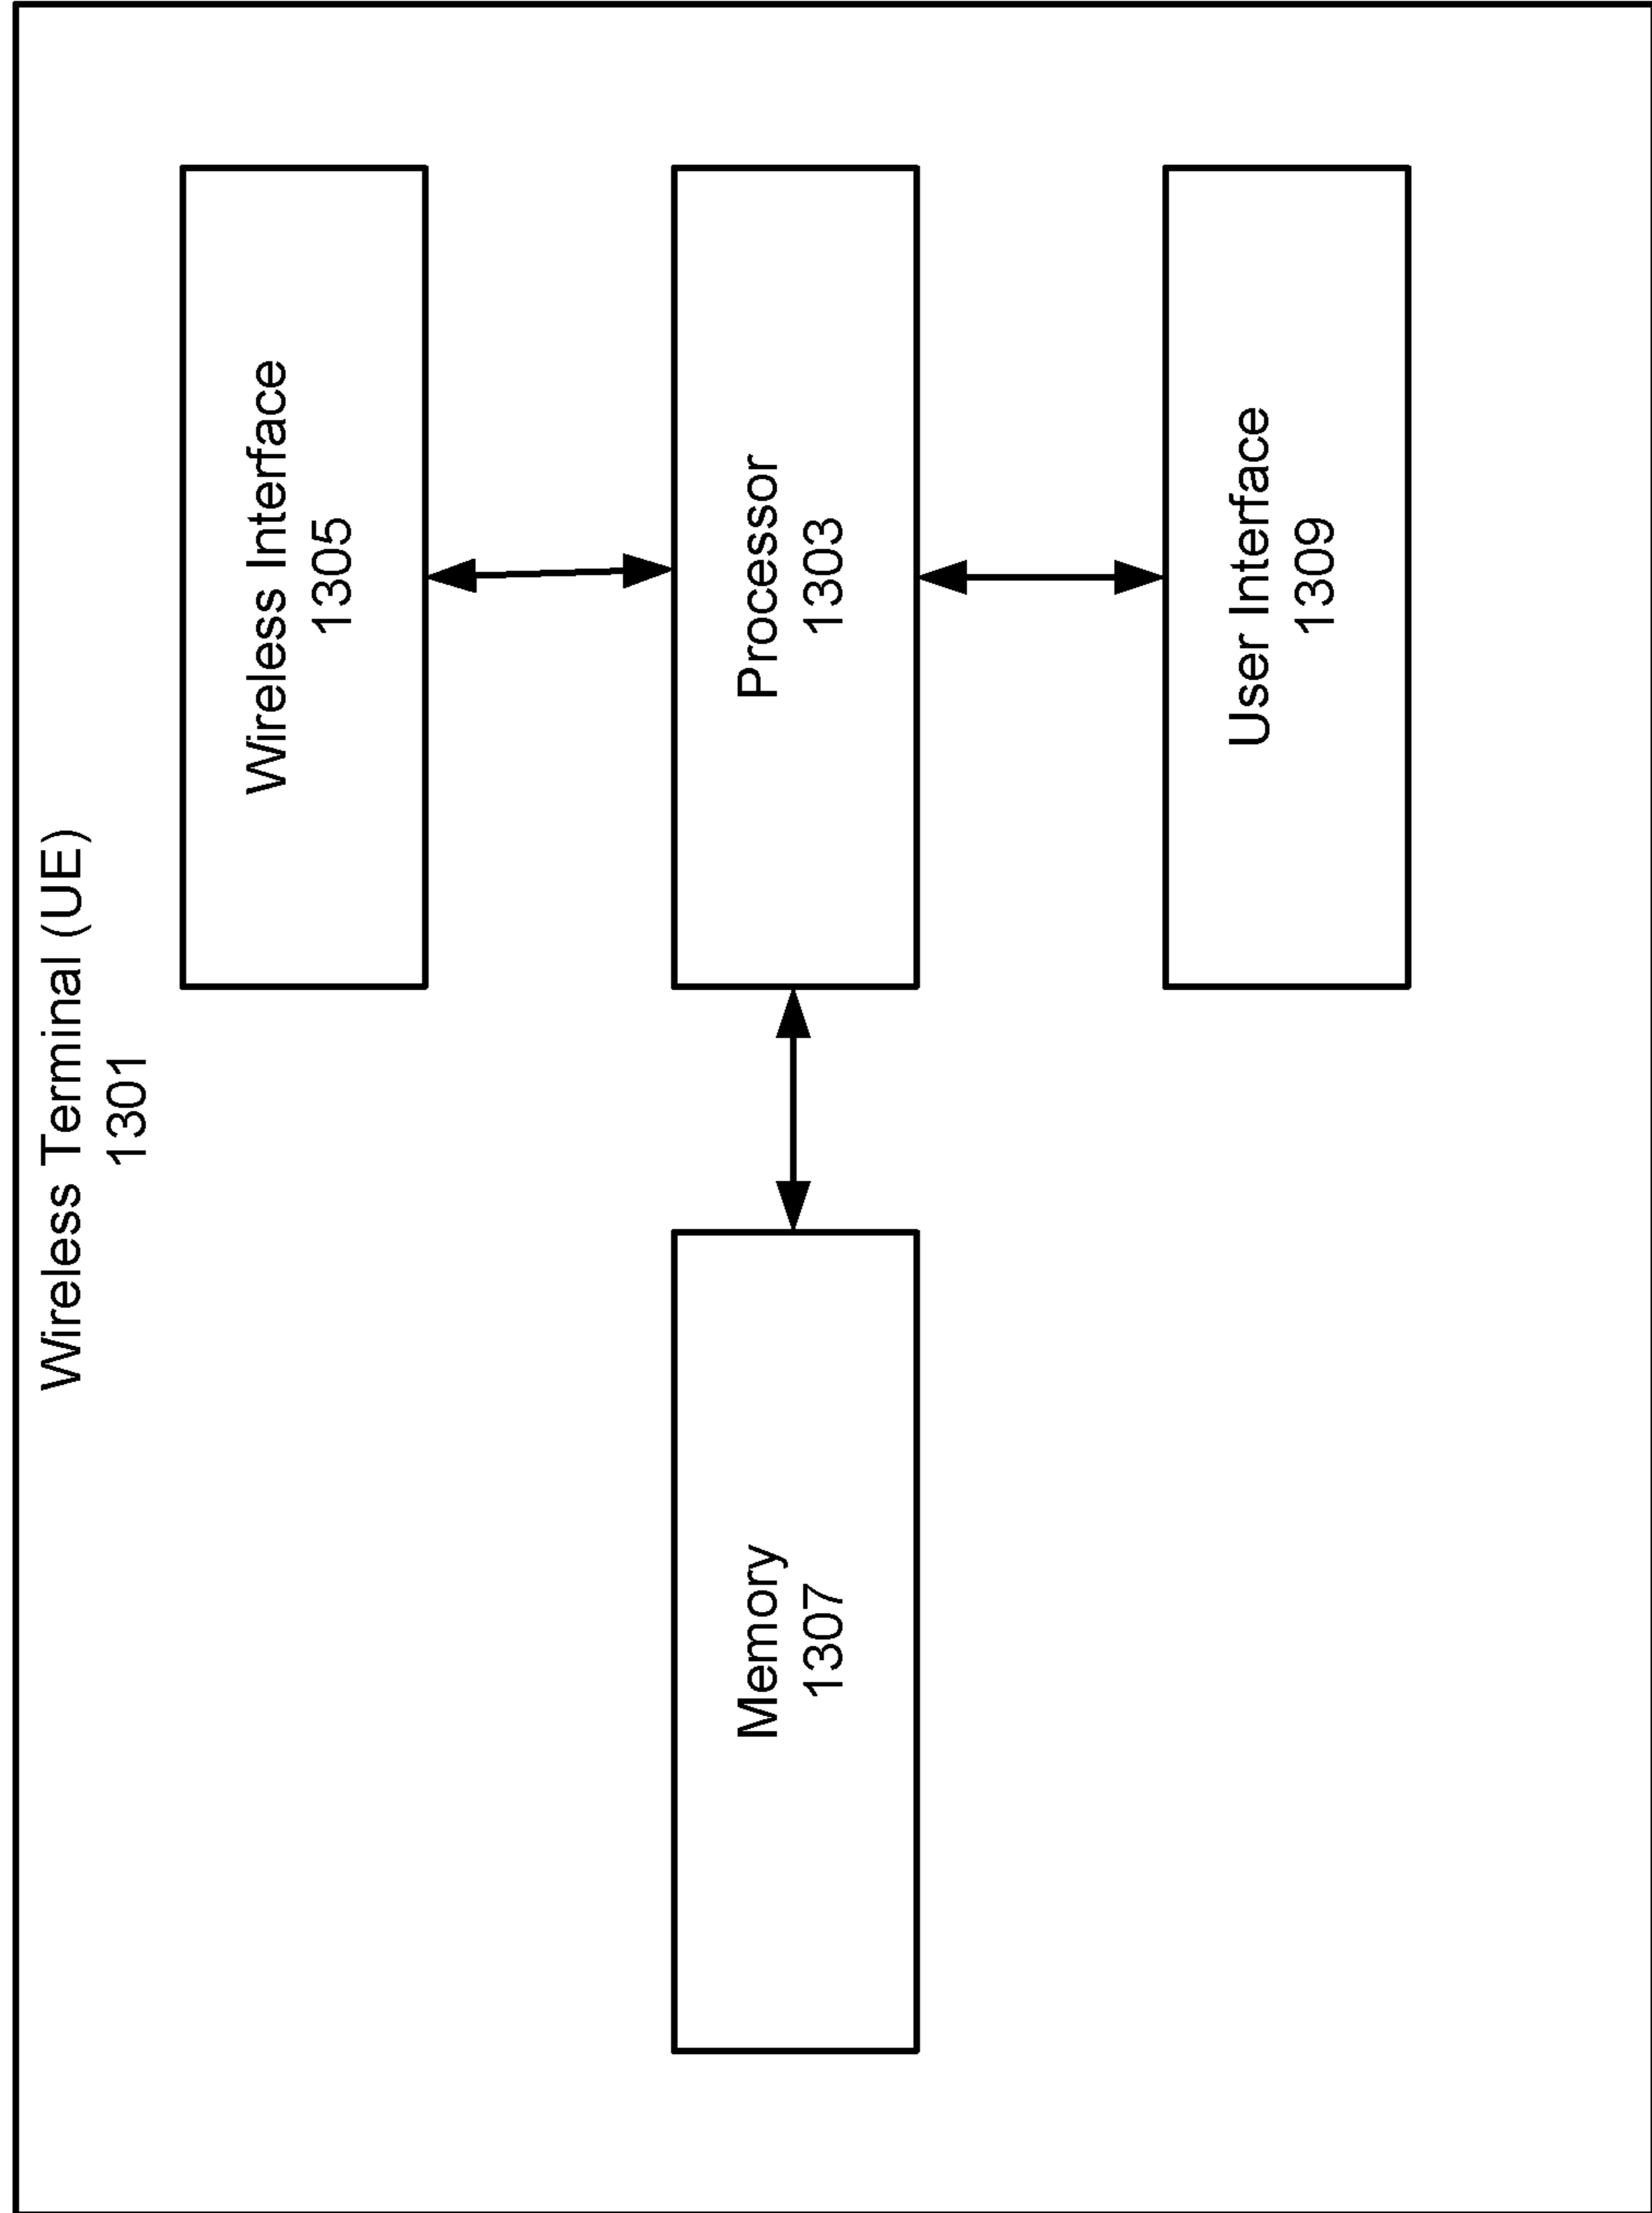 Wireless Terminal (UE)
1301
Wireless Interface
1305
Memory
1307
Processor
1303
User Interface
1309